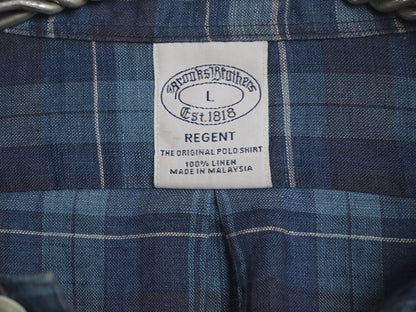 Brooks Brothers
L
Est. 1818
REGENT
THE ORIGINAL POLO SHIRT
100% LINEN
MADE IN MALAYSIA